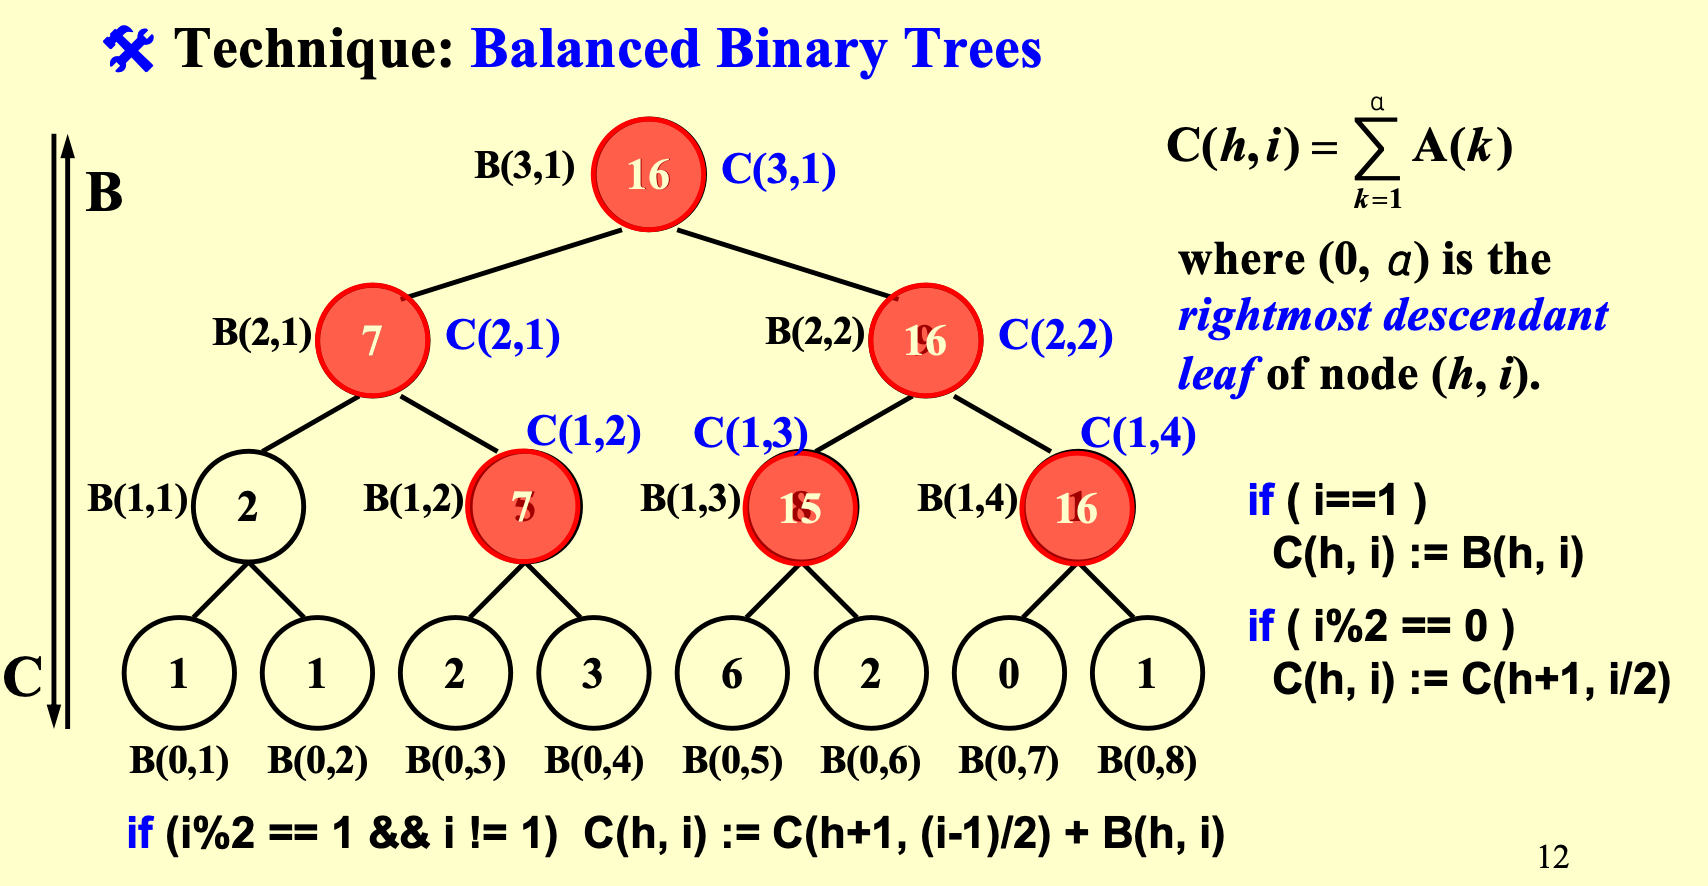 Technique: Balanced Binary Trees
B
C
B(3,1) 16 C(3,1)
B(2,1) 7 C(2,1) B(2,2) 16 C(2,2)
C(1,2) C(1,3) C(1,4)
B(1,1) 2 B(1,2) 7 B(1,3) 15 B(1,4) 16
1 1 2 3 6 2 0 1
B(0,1) B(0,2) B(0,3) B(0,4) B(0,5) B(0,6) B(0,7) B(0,8)
C(h,i) = ∑ A(k)
α
k=1
where (0, α) is the
rightmost descendant
leaf of node (h, i).
if ( i==1 )
C(h, i) := B(h, i)
if ( i%2 == 0 )
C(h, i) := C(h+1, i/2)
if (i%2 == 1 && i != 1) C(h, i) := C(h+1, (i-1)/2) + B(h, i)
12